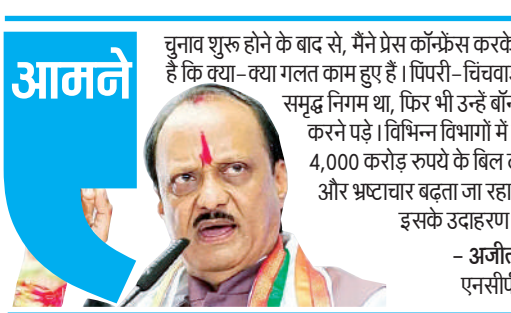 आमने
चुनाव शुरू होने के बाद से, मैंने प्रेस कॉन्फ्रेंस करके
है कि क्या-क्या गलत काम हुए हैं। पिंपरी-चिंचवा
समृद्ध निगम था, फिर भी उन्हें बॉन
करने पड़े। विभिन्न विभागों में
4,000 करोड़ रुपये के बिल
और भ्रष्टाचार बढ़ता जा रहा
इसके उदाहरण
- अजीत
एनसीपी